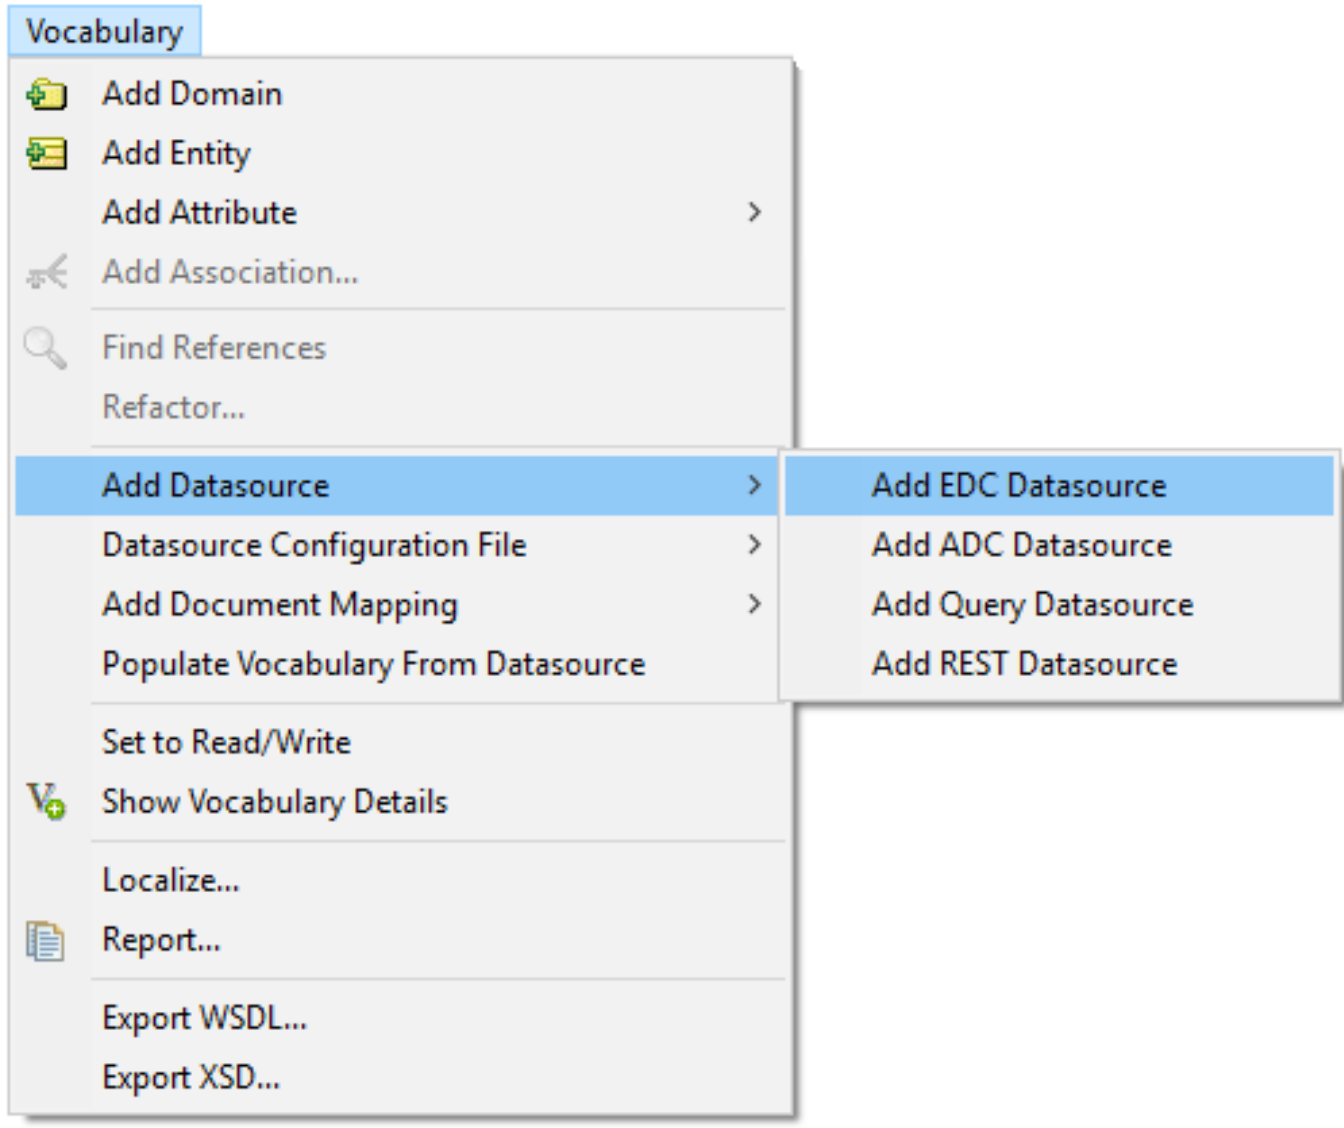 Vocabulary
Add Domain
Add Entity
Add Attribute
Add Association...
Find References
Refactor...
Add Datasource
Add EDC Datasource
Datasource Configuration File
Add ADC Datasource
Add Document Mapping
Add Query Datasource
Populate Vocabulary From Datasource
Add REST Datasource
Set to Read/Write
Show Vocabulary Details
Localize...
Report...
Export WSDL...
Export XSD...